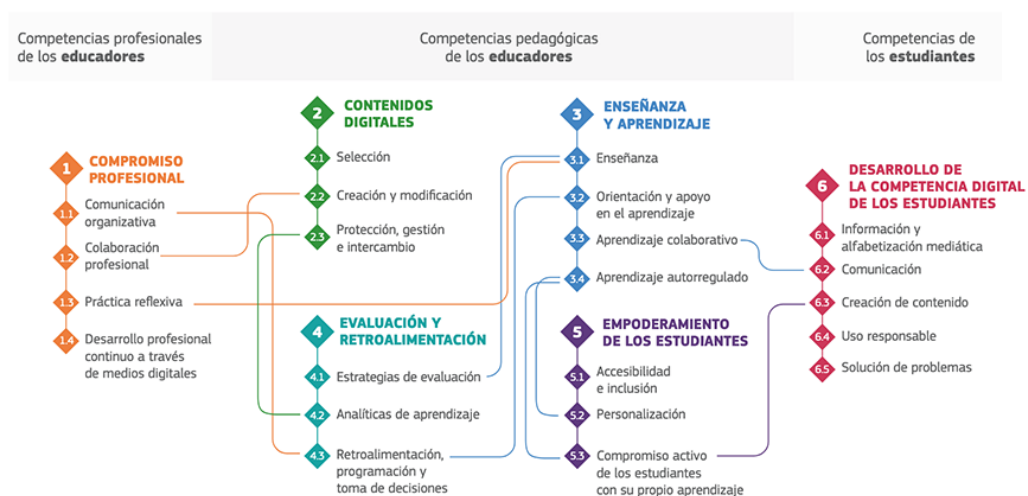 Competencias profesionales
de los educadores
Competencias pedagógicas
de los educadores
Competencias de
los estudiantes
1
COMPROMISO
PROFESIONAL
1.1
Comunicación
organizativa
1.2
Colaboración
profesional
1.3
Práctica reflexiva
1.4
Desarrollo profesional
continuo a través
de medios digitales
2
CONTENIDOS
DIGITALES
2.1
Selección
2.2
Creación y modificación
2.3
Protección, gestión
e intercambio
4
EVALUACIÓN Y
RETROALIMENTACIÓN
4.1
Estrategias de evaluación
4.2
Analíticas de aprendizaje
4.3
Retroalimentación,
programación y
toma de decisiones
3
ENSEÑANZA
Y APRENDIZAJE
3.1
Enseñanza
3.2
Orientación y apoyo
en el aprendizaje
3.3
Aprendizaje colaborativo
3.4
Aprendizaje autorregulado
5
EMPODERAMIENTO
DE LOS ESTUDIANTES
5.1
Accesibilidad
e inclusión
5.2
Personalización
5.3
Compromiso activo
de los estudiantes
con su propio aprendizaje
6
DESARROLLO DE
LA COMPETENCIA DIGITAL
DE LOS ESTUDIANTES
6.1
Información y
alfabetización mediática
6.2
Comunicación
6.3
Creación de contenido
6.4
Uso responsable
6.5
Solución de problemas